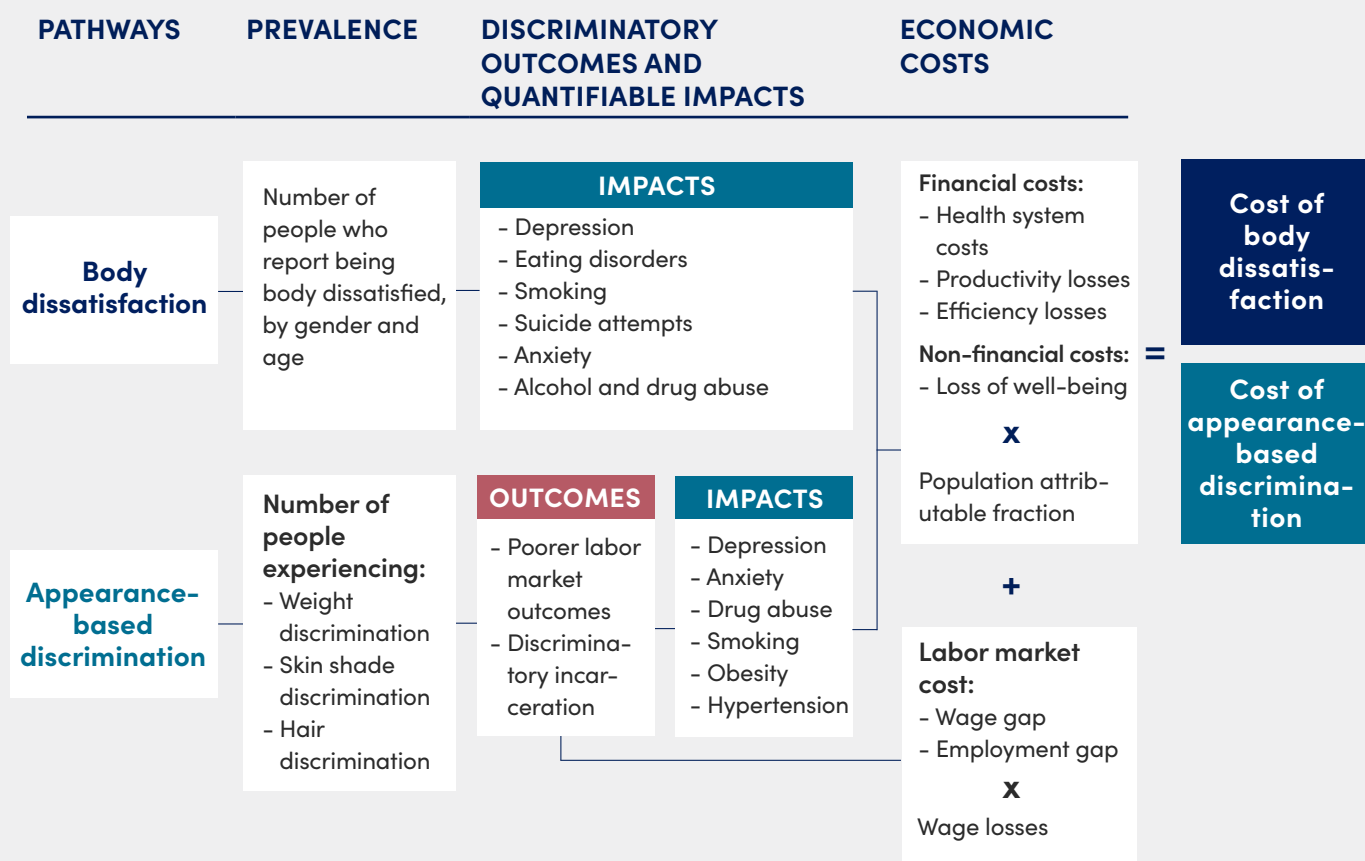 PATHWAYS
PREVALENCE
DISCRIMINATORY
OUTCOMES AND
QUANTIFIABLE IMPACTS
ECONOMIC
COSTS
Body
dissatisfaction
Number of
people who
report being
body dissatisfied,
by gender and
age
IMPACTS
- Depression
- Eating disorders
- Smoking
- Suicide attempts
- Anxiety
- Alcohol and drug abuse
Financial costs:
- Health system
costs
- Productivity losses
- Efficiency losses
Non-financial costs:
- Loss of well-being
x
Population attrib-
utable fraction
=
Cost of
body
dissatis-
faction
Cost of
appearance-
based
discrimina-
tion
Appearance-
based
discrimination
Number of
people
experiencing:
- Weight
discrimination
- Skin shade
discrimination
- Hair
discrimination
OUTCOMES
- Poorer labor
market
outcomes
- Discrimina-
tory incar-
ceration
IMPACTS
- Depression
- Anxiety
- Drug abuse
- Smoking
- Obesity
- Hypertension
+
Labor market
cost:
- Wage gap
- Employment gap
x
Wage losses